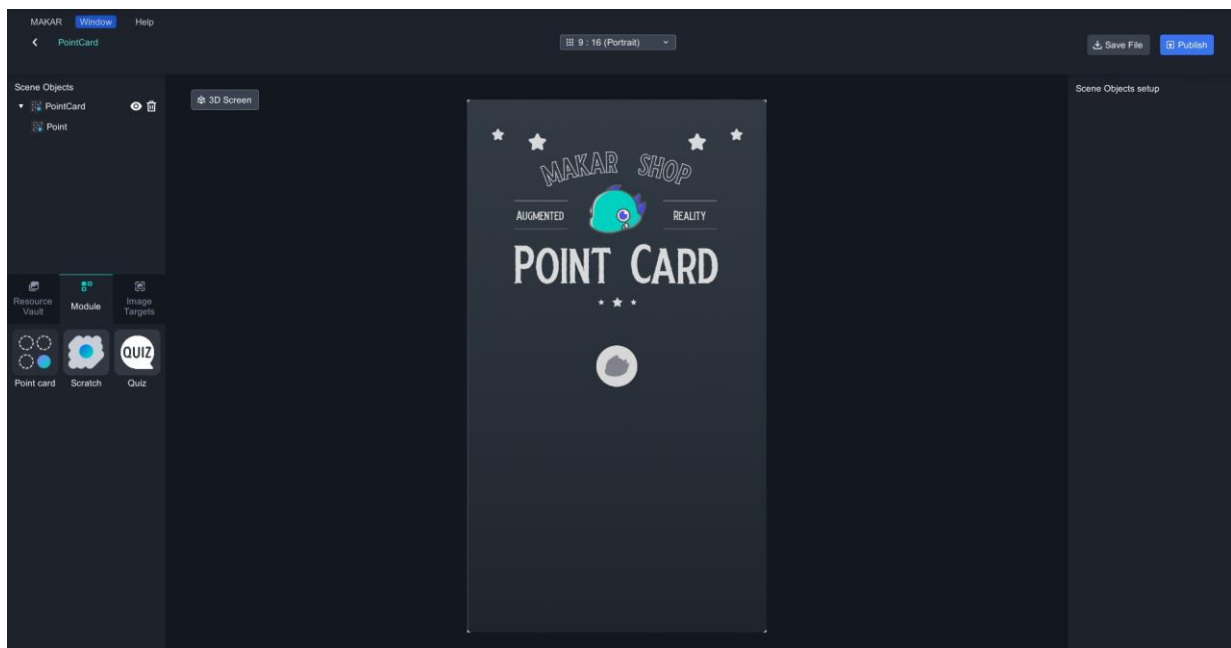 MAKAR Window Help
PointCard
9 : 16 (Portrait)
Save File
Publish
Scene Objects
PointCard
Point
3D Screen
Scene Objects setup
MAKAR SHOP
AUGMENTED REALITY
POINT CARD
Resource Vault
Module
Image Targets
QUIZ
Point card Scratch Quiz